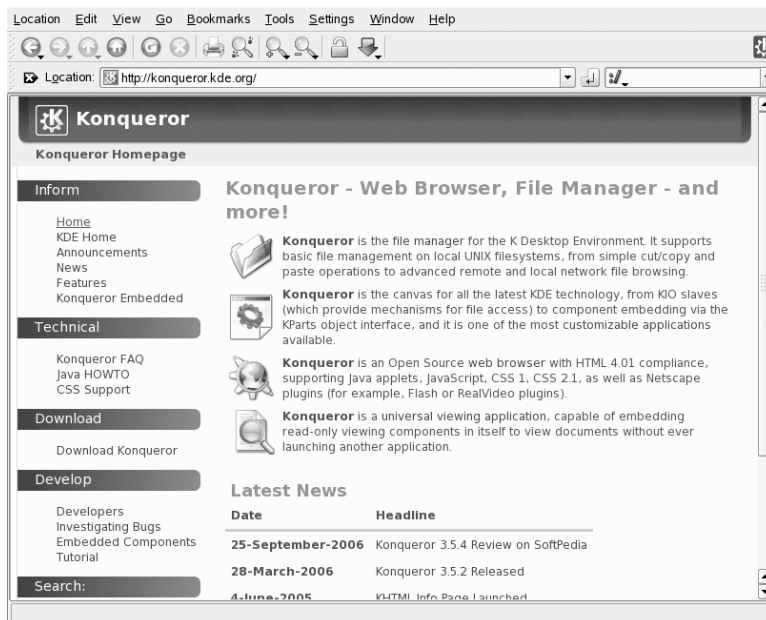 Location Edit View Go Bookmarks Tools Settings Window Help
Location: http://konqueror.kde.org/
Konqueror
Konqueror Homepage
Inform
Home
KDE Home
Announcements
News
Features
Konqueror Embedded
Technical
Konqueror FAQ
Java HOWTO
CSS Support
Download
Download Konqueror
Develop
Developers
Investigating Bugs
Embedded Components
Tutorial
Search:
Konqueror - Web Browser, File Manager - and
more!
Konqueror is the file manager for the K Desktop Environment. It supports
basic file management on local UNIX filesystems, from simple cut/copy and
paste operations to advanced remote and local network file browsing.
Konqueror is the canvas for all the latest KDE technology, from KIO slaves
(which provide mechanisms for file access) to component embedding via the
KParts object interface, and it is one of the most customizable applications
available.
Konqueror is an Open Source web browser with HTML 4.01 compliance,
supporting Java applets, JavaScript, CSS 1, CSS 2.1, as well as Netscape
plugins (for example, Flash or RealVideo plugins).
Konqueror is a universal viewing application, capable of embedding
read-only viewing components in itself to view documents without ever
launching another application.
Latest News
Date Headline
25-September-2006 Konqueror 3.5.4 Review on SoftPedia
28-March-2006 Konqueror 3.5.2 Released
4-June-2005 KHTML Info Page Launched